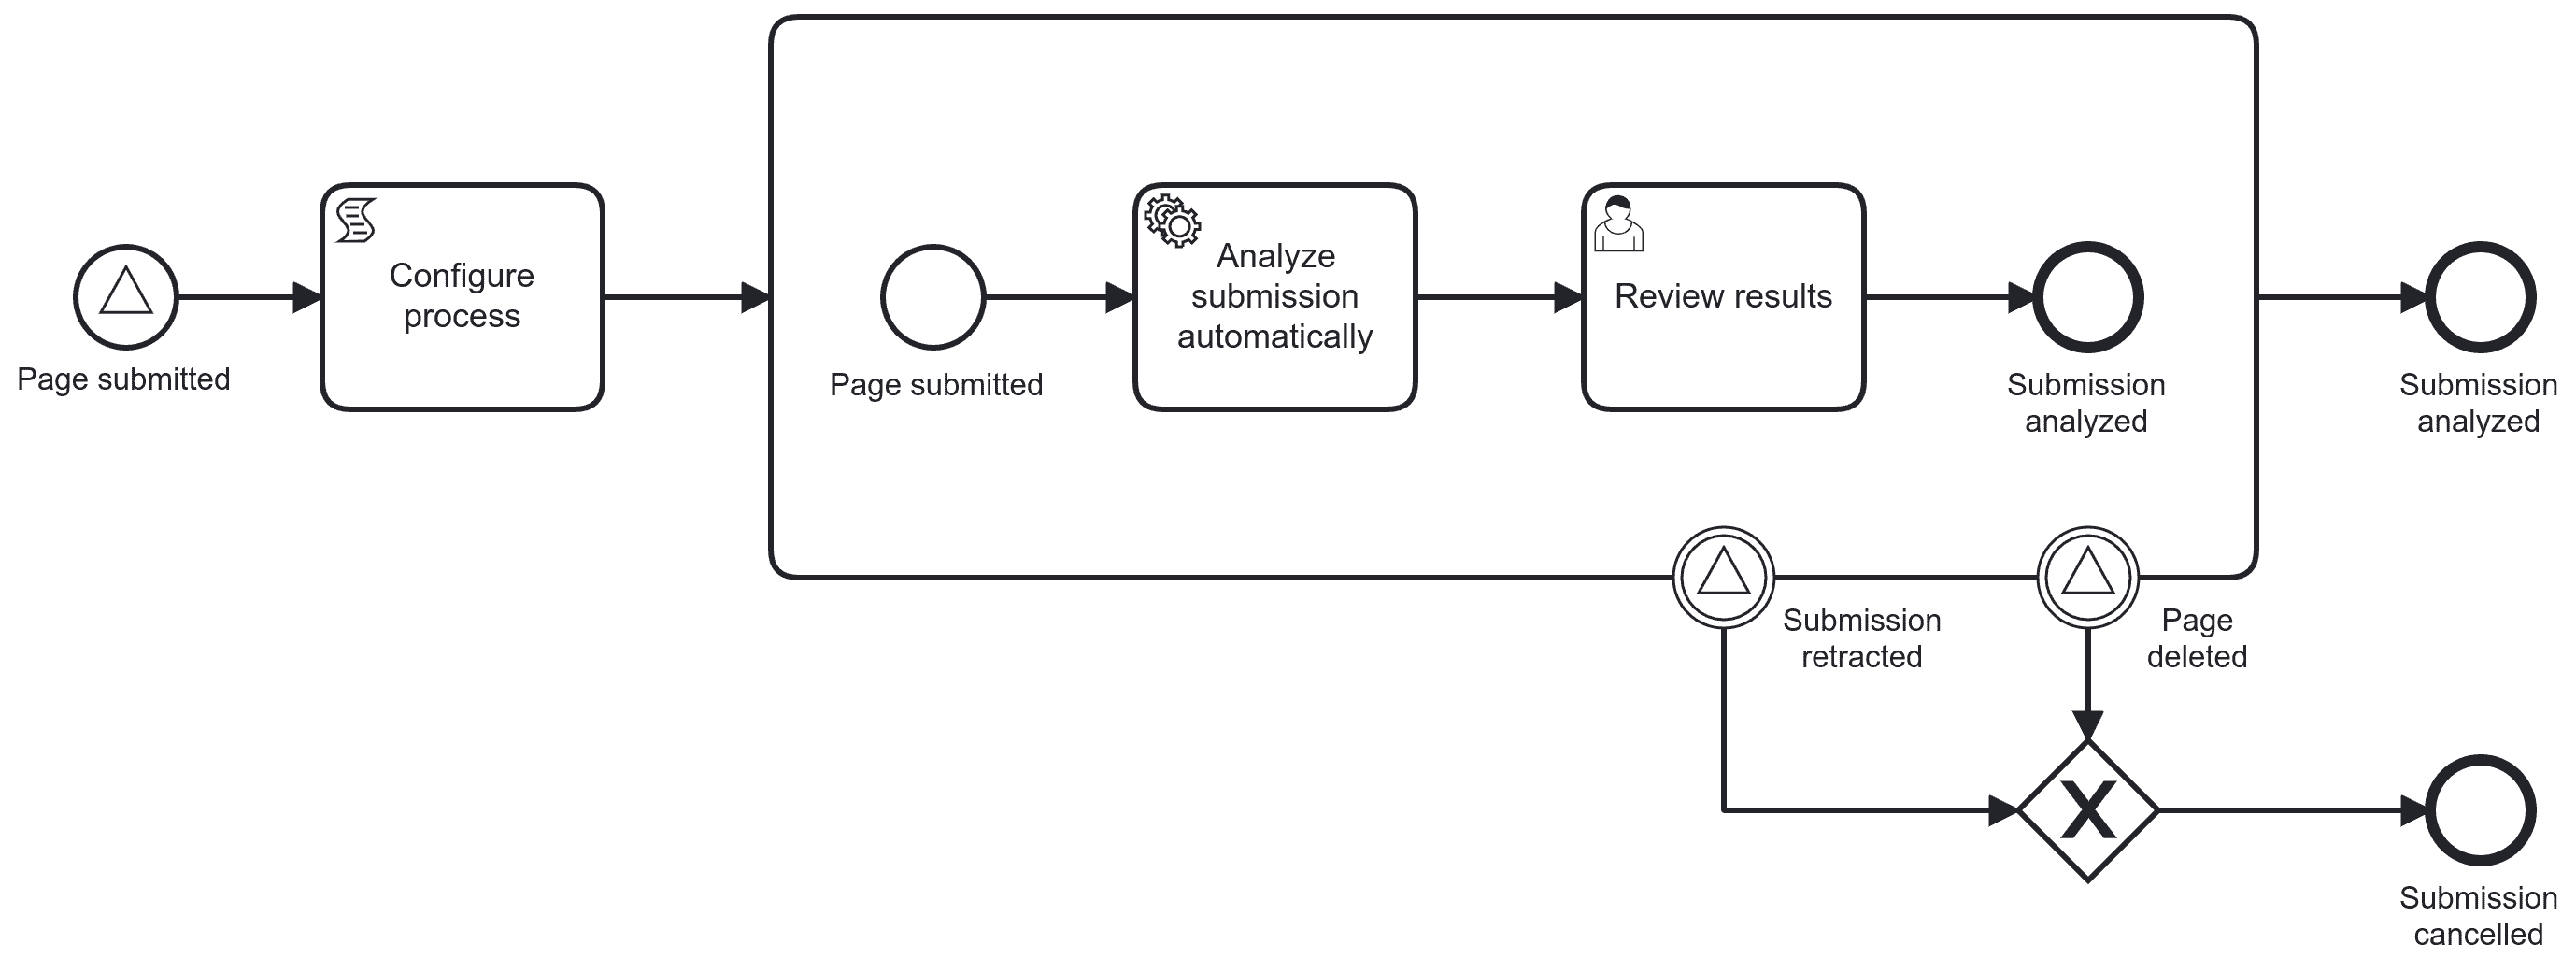 Page submitted
Configure
process
Page submitted
Analyze
submission
automatically
Review results
Submission
analyzed
Submission
analyzed
Submission
retracted
Page
deleted
X
Submission
cancelled